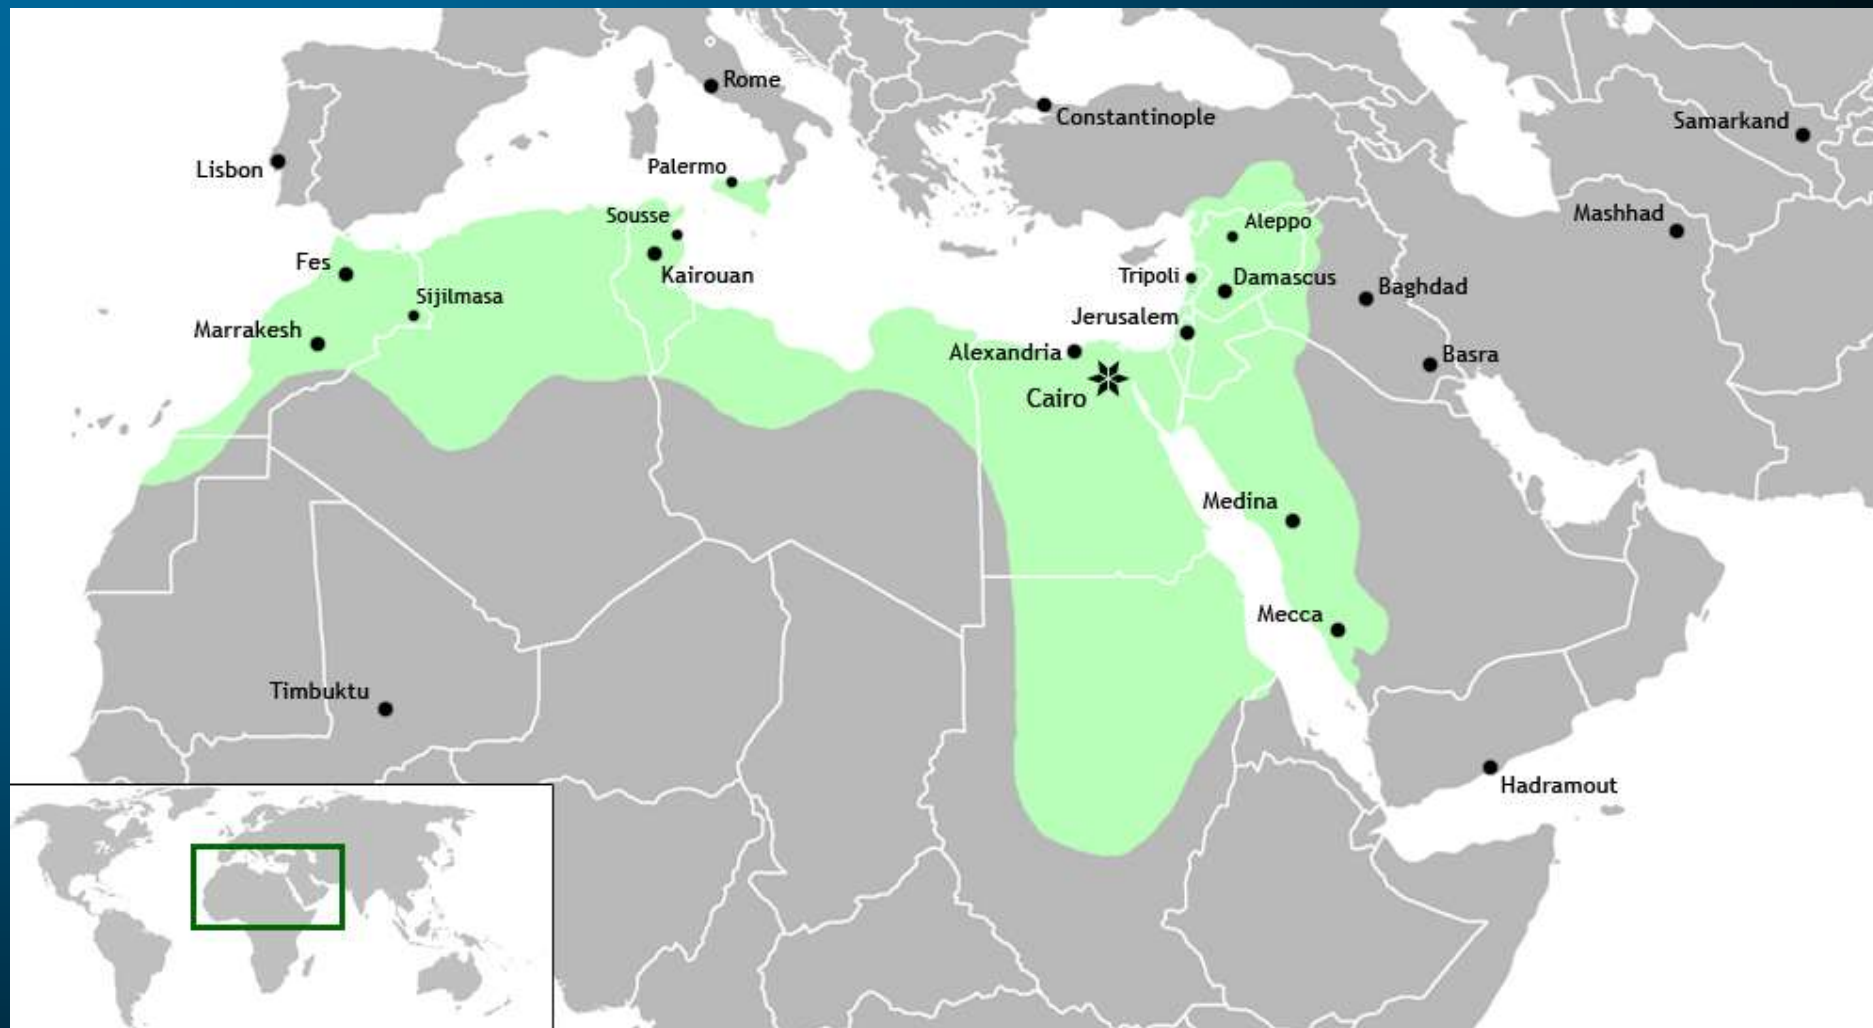 Rome
Constantinople
Samarkand
Lisbon
Palermo
Mashhad
Sousse
Aleppo
Fes
Kairouan
Tripoli
Damascus
Baghdad
Sijilmasa
Marrakesh
Jerusalem
Alexandria
Basra
Cairo
Medina
Mecca
Timbuktu
Hadramout